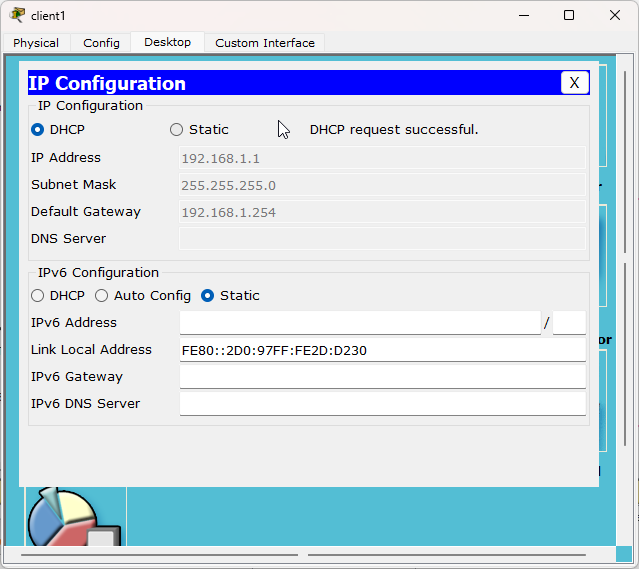 client1
Physical Config Desktop Custom Interface
IP Configuration X
IP Configuration
DHCP Static DHCP request successful.
IP Address 192.168.1.1
Subnet Mask 255.255.255.0
Default Gateway 192.168.1.254
DNS Server
IPv6 Configuration
DHCP Auto Config Static
IPv6 Address /
Link Local Address FE80::2D0:97FF:FE2D:D230
IPv6 Gateway
IPv6 DNS Server